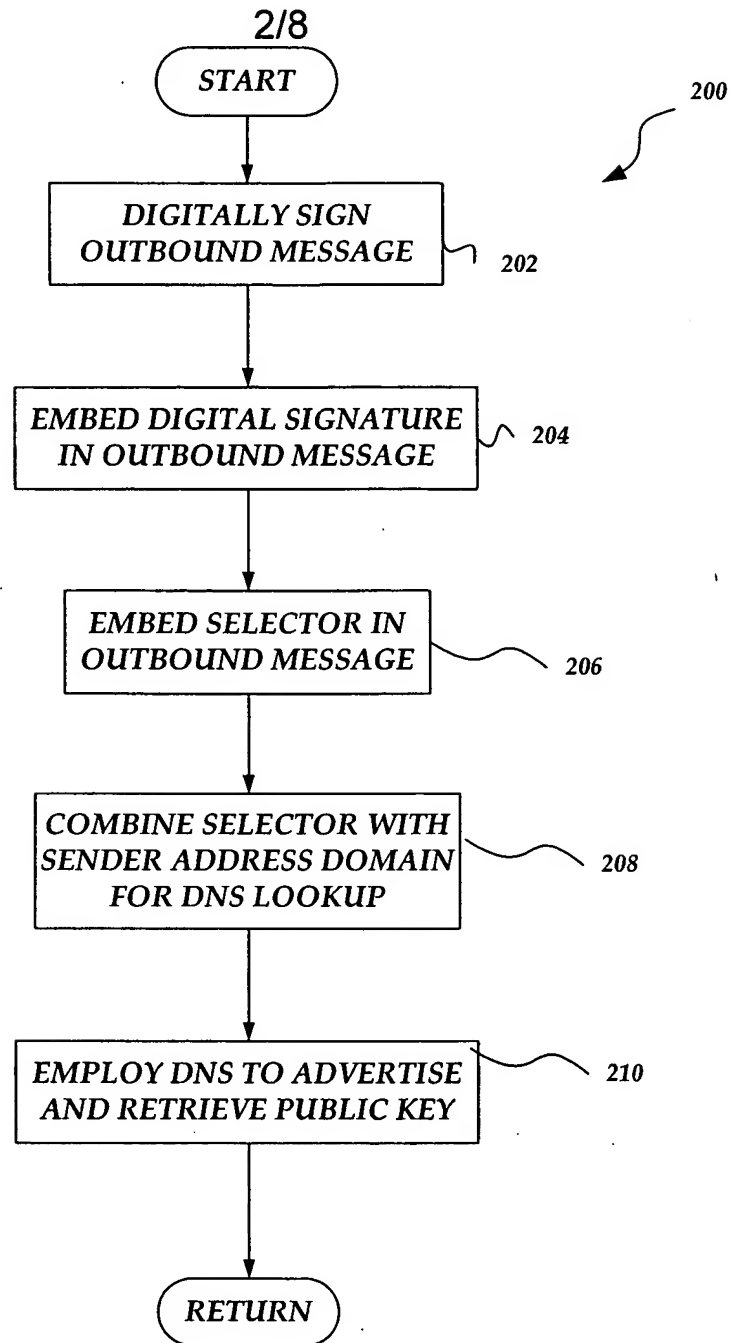 2/8
START
200
DIGITALLY SIGN
OUTBOUND MESSAGE
202
EMBED DIGITAL SIGNATURE
IN OUTBOUND MESSAGE
204
EMBED SELECTOR IN
OUTBOUND MESSAGE
206
COMBINE SELECTOR WITH
SENDER ADDRESS DOMAIN
FOR DNS LOOKUP
208
EMPLOY DNS TO ADVERTISE
AND RETRIEVE PUBLIC KEY
210
RETURN